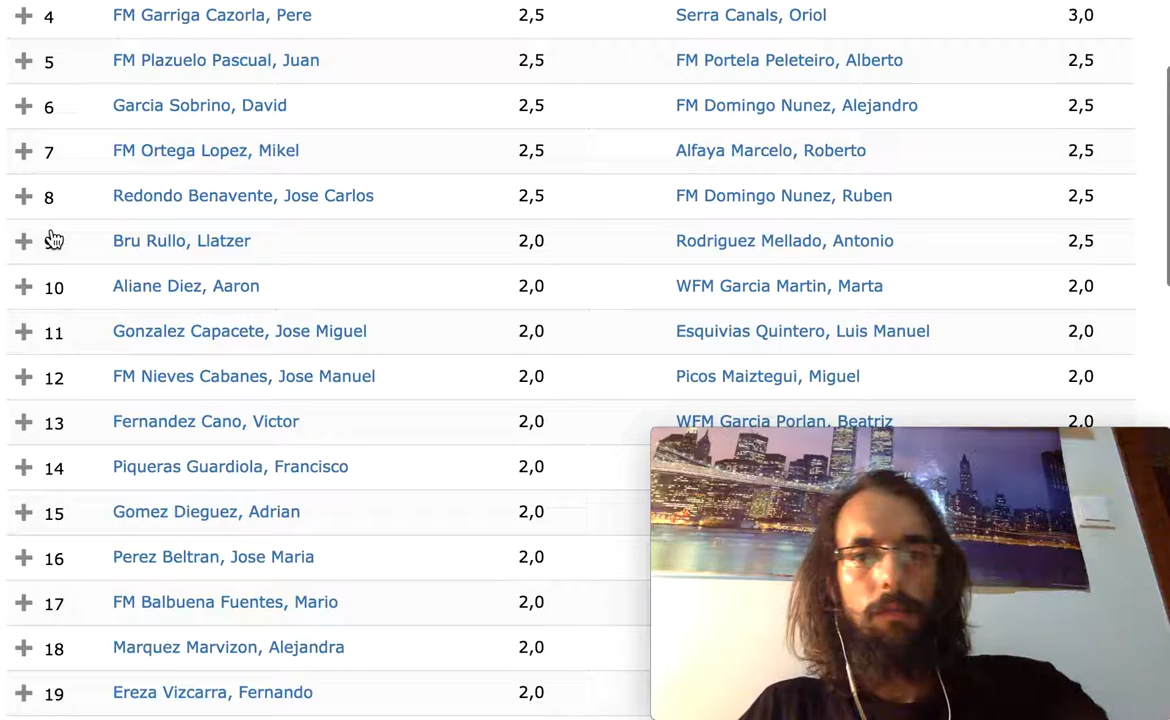 4 FM Garriga Cazorla, Pere 2,5 Serra Canals, Oriol 3,0
5 FM Plazuelo Pascual, Juan 2,5 FM Portela Peleteiro, Alberto 2,5
6 Garcia Sobrino, David 2,5 FM Domingo Nunez, Alejandro 2,5
7 FM Ortega Lopez, Mikel 2,5 Alfaya Marcelo, Roberto 2,5
8 Redondo Benavente, Jose Carlos 2,5 FM Domingo Nunez, Ruben 2,5
Bru Rullo, Llatzer 2,0 Rodriguez Mellado, Antonio 2,5
10 Aliane Diez, Aaron 2,0 WFM Garcia Martin, Marta 2,0
11 Gonzalez Capacete, Jose Miguel 2,0 Esquivias Quintero, Luis Manuel 2,0
12 FM Nieves Cabanes, Jose Manuel 2,0 Picos Maiztegui, Miguel 2,0
13 Fernandez Cano, Victor 2,0 WFM Garcia Porlan, Beatriz 2,0
14 Piqueras Guardiola, Francisco 2,0
15 Gomez Dieguez, Adrian 2,0
16 Perez Beltran, Jose Maria 2,0
17 FM Balbuena Fuentes, Mario 2,0
18 Marquez Marvizon, Alejandra 2,0
19 Ereza Vizcarra, Fernando 2,0